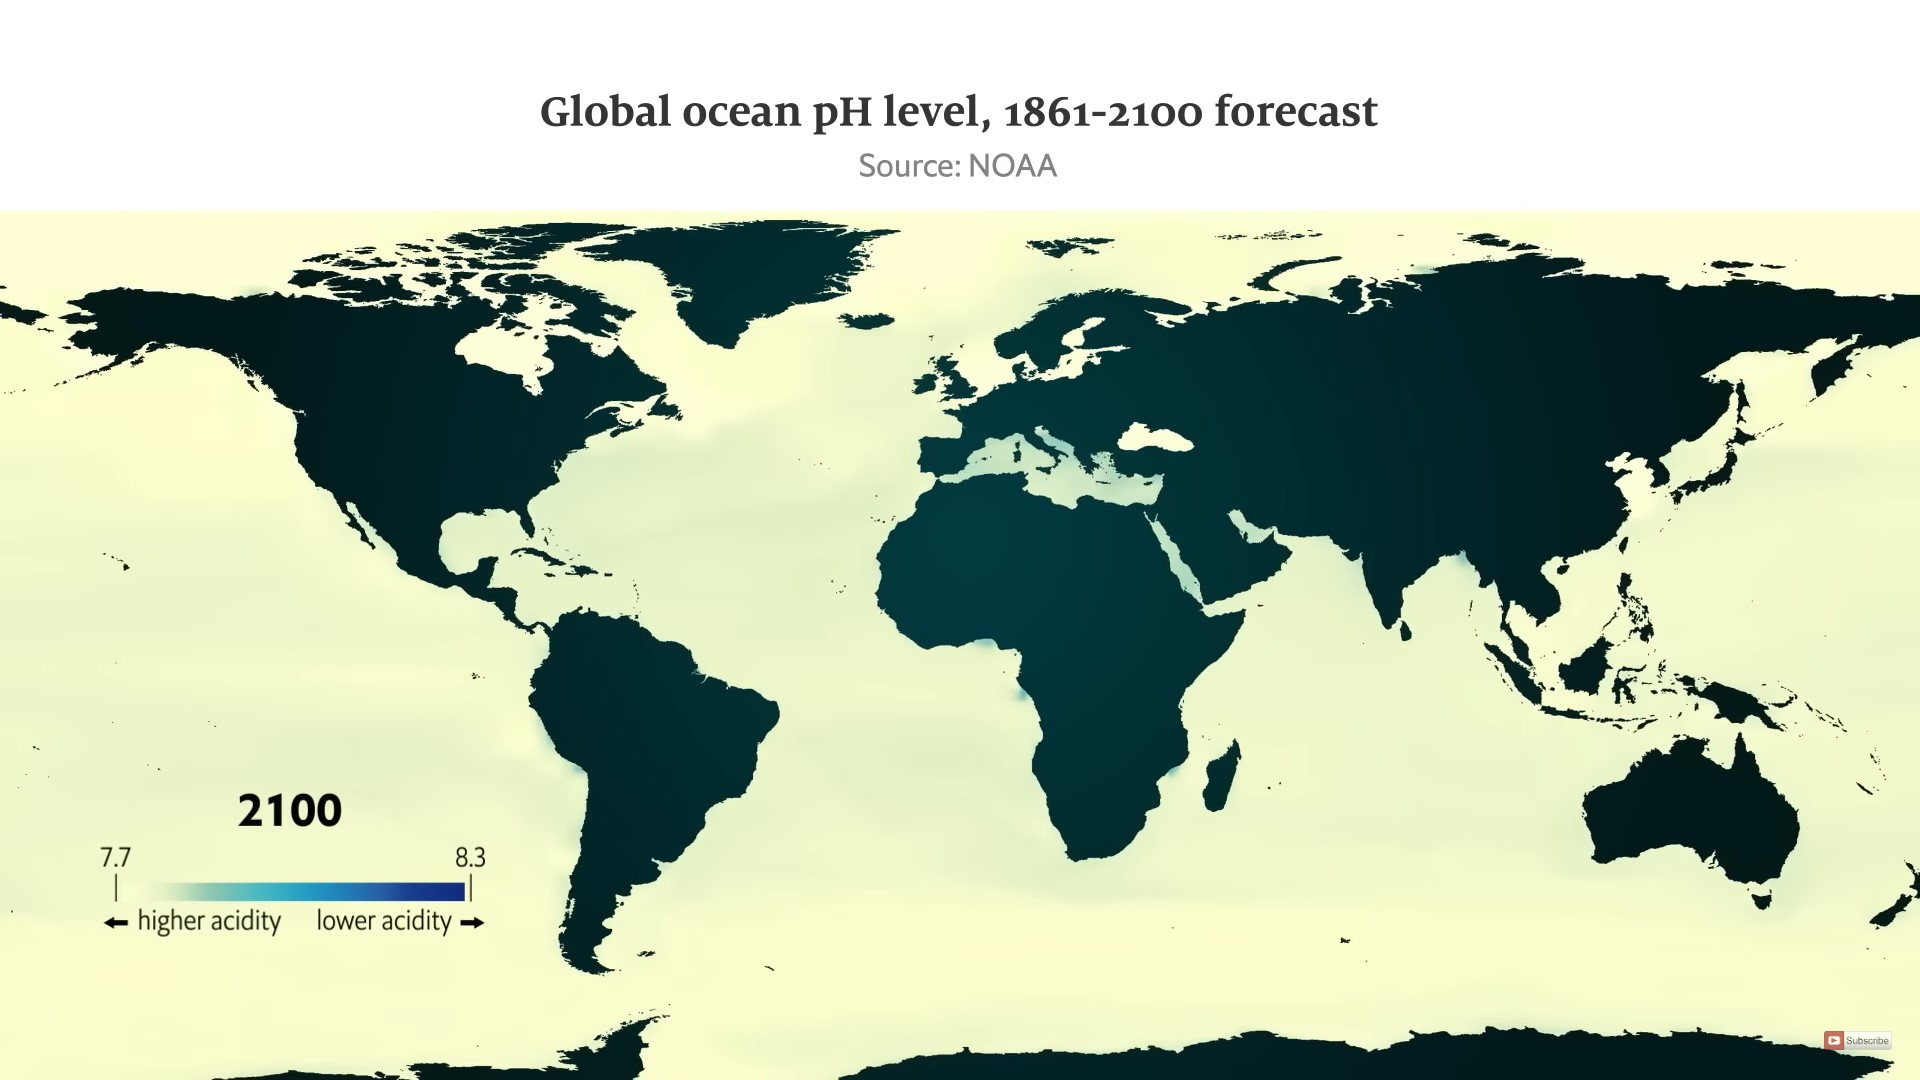 Global ocean pH level, 1861-2100 forecast
Source: NOAA
2100
7.7 8.3
← higher acidity lower acidity →
Subscribe